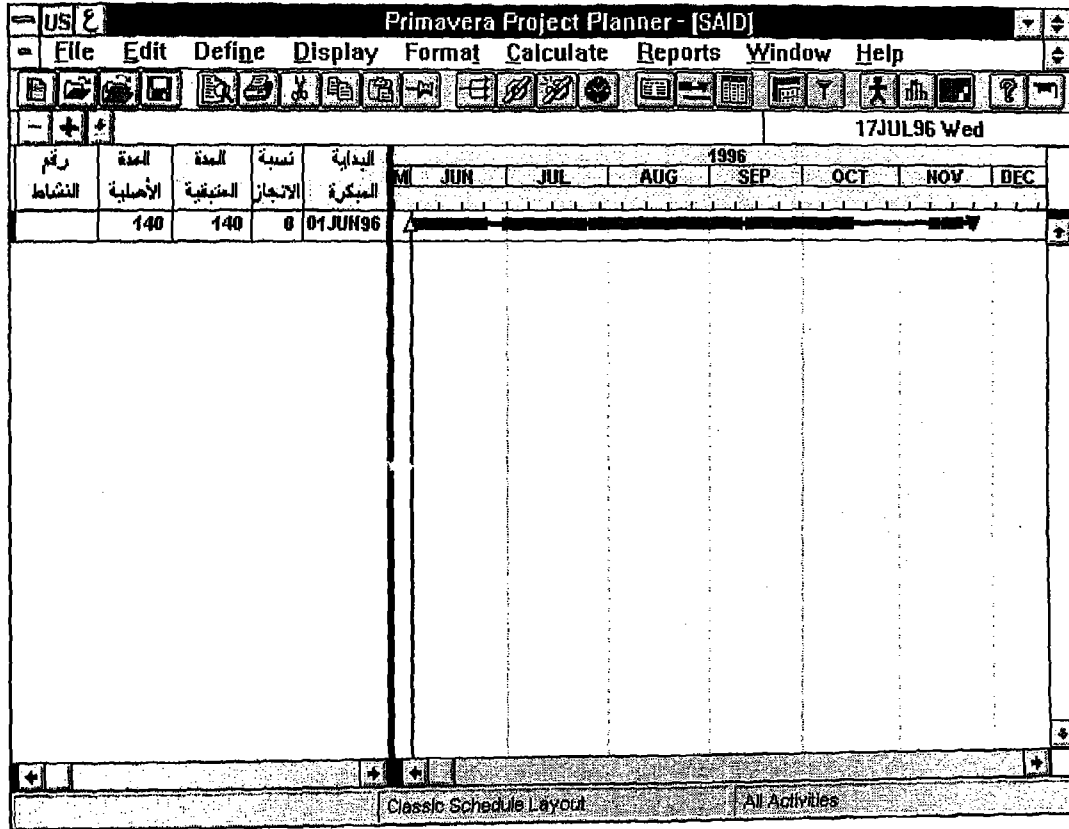 US ع Primavera Project Planner - [SAID]
File Edit Define Display Format Calculate Reports Window Help
17JUL96 Wed
رقم النشاط
المدة الأصلية
المدة المتبقية
نسبة الانجاز
البداية المبكرة
1996
M JUN JUL AUG SEP OCT NOV DEC
140 140 0 01JUN96
Classic Schedule Layout All Activities